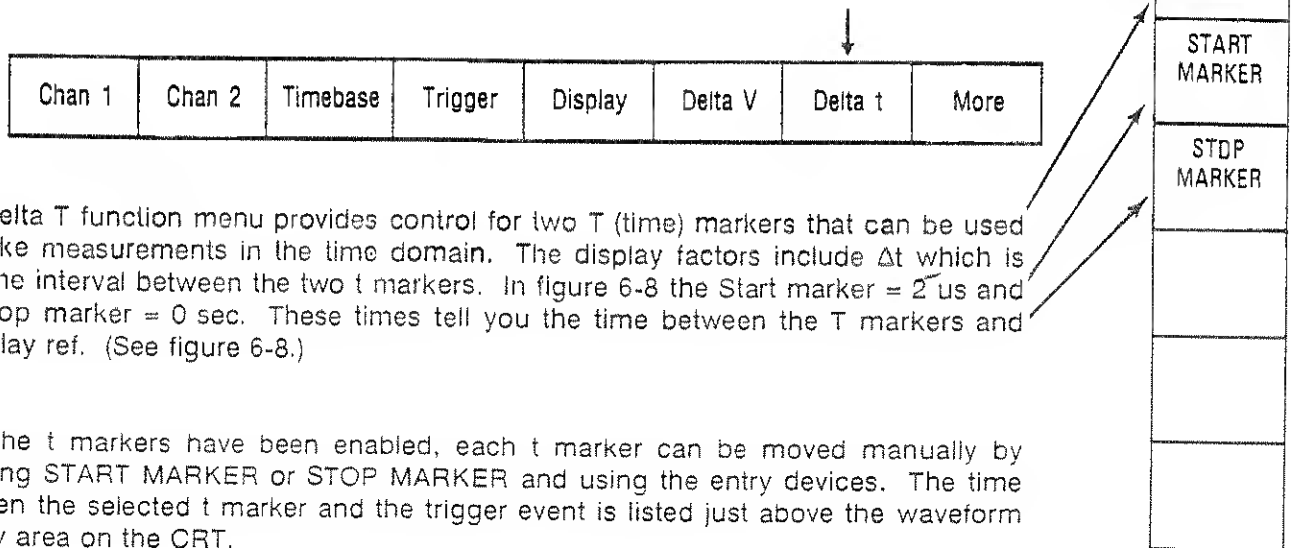 START
MARKER
Chan 1 Chan 2 Timebase Trigger Display Delta V Delta t More
STOP
MARKER
elta T function menu provides control for two T (time) markers that can be used
ke measurements in the time domain. The display factors include Δt which is
ne interval between the two t markers. In figure 6-8 the Start marker = 2 us and
op marker = 0 sec. These times tell you the time between the T markers and
lay ref. (See figure 6-8.)
he t markers have been enabled, each t marker can be moved manually by
ng START MARKER or STOP MARKER and using the entry devices. The time
en the selected t marker and the trigger event is listed just above the waveform
y area on the CRT.